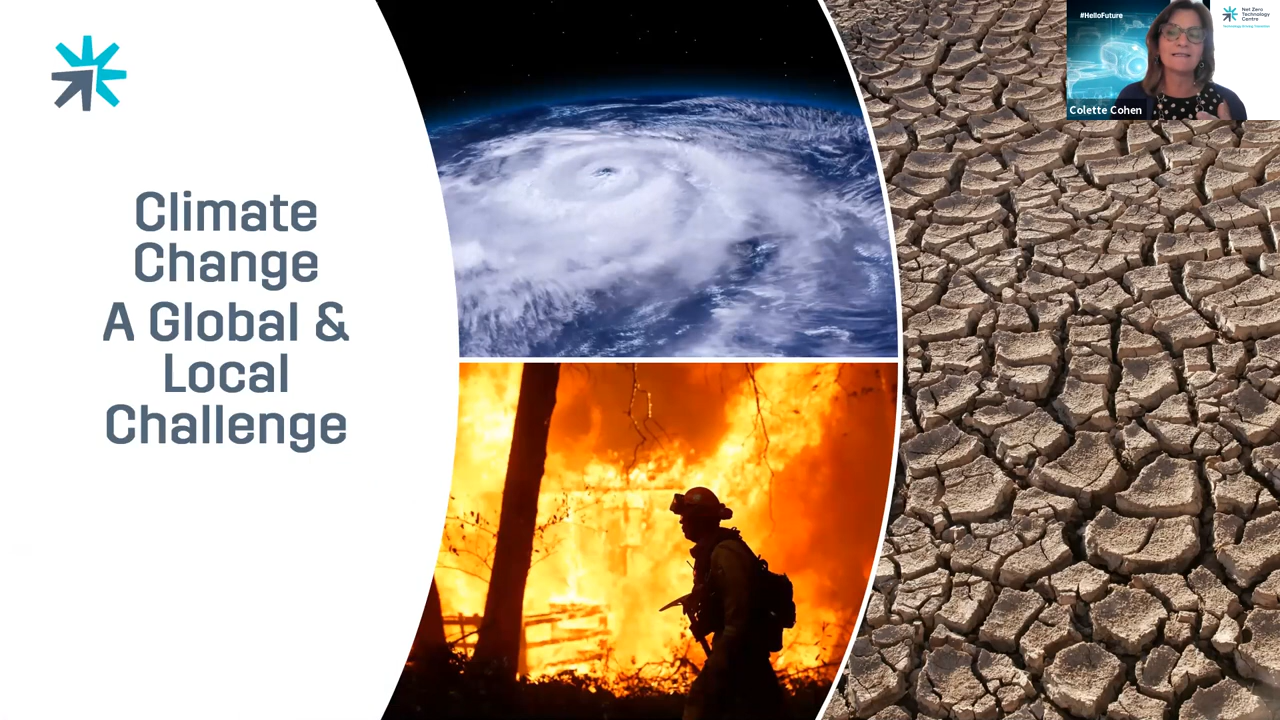 Climate
Change
A Global &
Local
Challenge
#HelloFuture
Net Zero
Technology
Centre
Colette Cohen